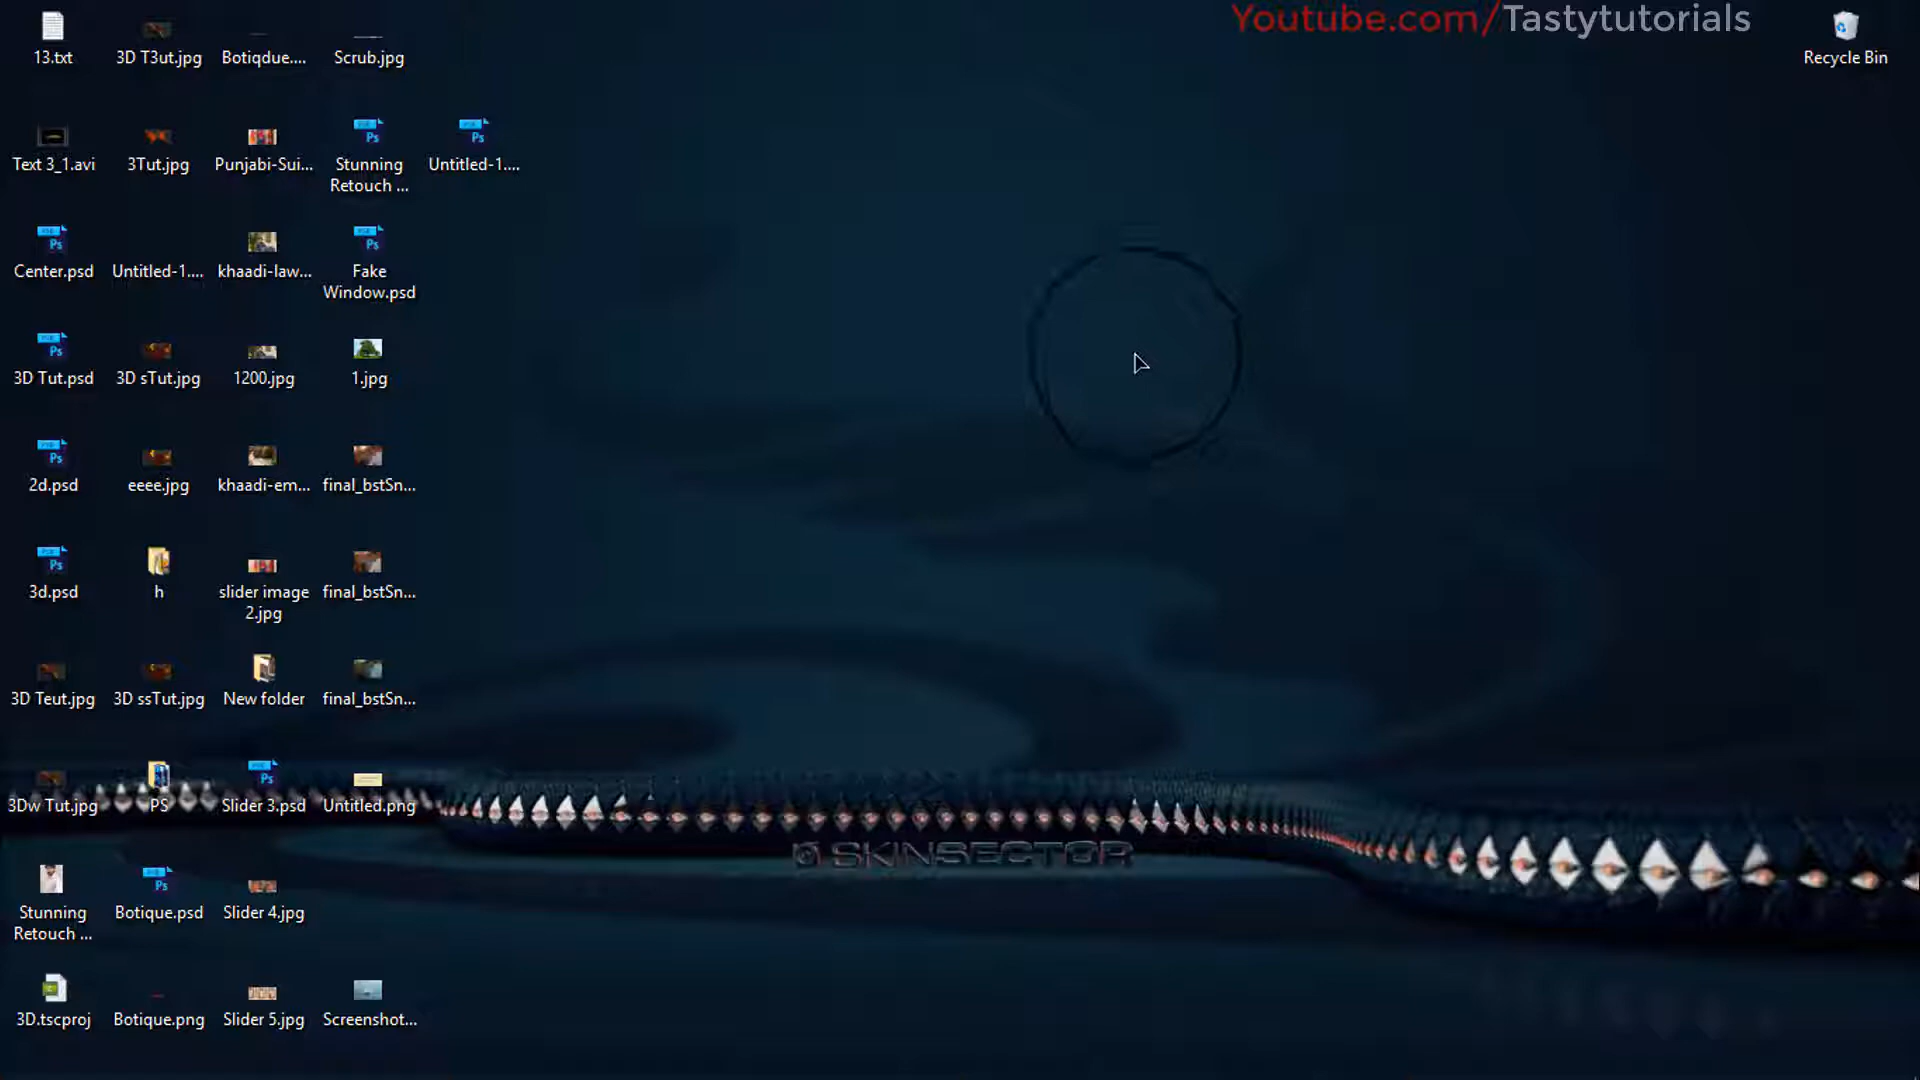 Youtube.com/Tastytutorials
13.txt
3D T3ut.jpg
Botiqdue....
Scrub.jpg
Recycle Bin
Text 3_1.avi
3Tut.jpg
Punjabi-Sui...
Stunning
Retouch ...
Untitled-1....
Center.psd
Untitled-1....
khaadi-law...
Fake
Window.psd
3D Tut.psd
3D sTut.jpg
1200.jpg
1.jpg
2d.psd
eeee.jpg
khaadi-em...
final_bstSn...
3d.psd
h
slider image
2.jpg
final_bstSn...
3D Teut.jpg
3D ssTut.jpg
New folder
final_bstSn...
3Dw Tut.jpg
PS
Slider 3.psd
Untitled.png
SKINSECTOR
Stunning
Retouch ...
Botique.psd
Slider 4.jpg
3D.tscproj
Botique.png
Slider 5.jpg
Screenshot...